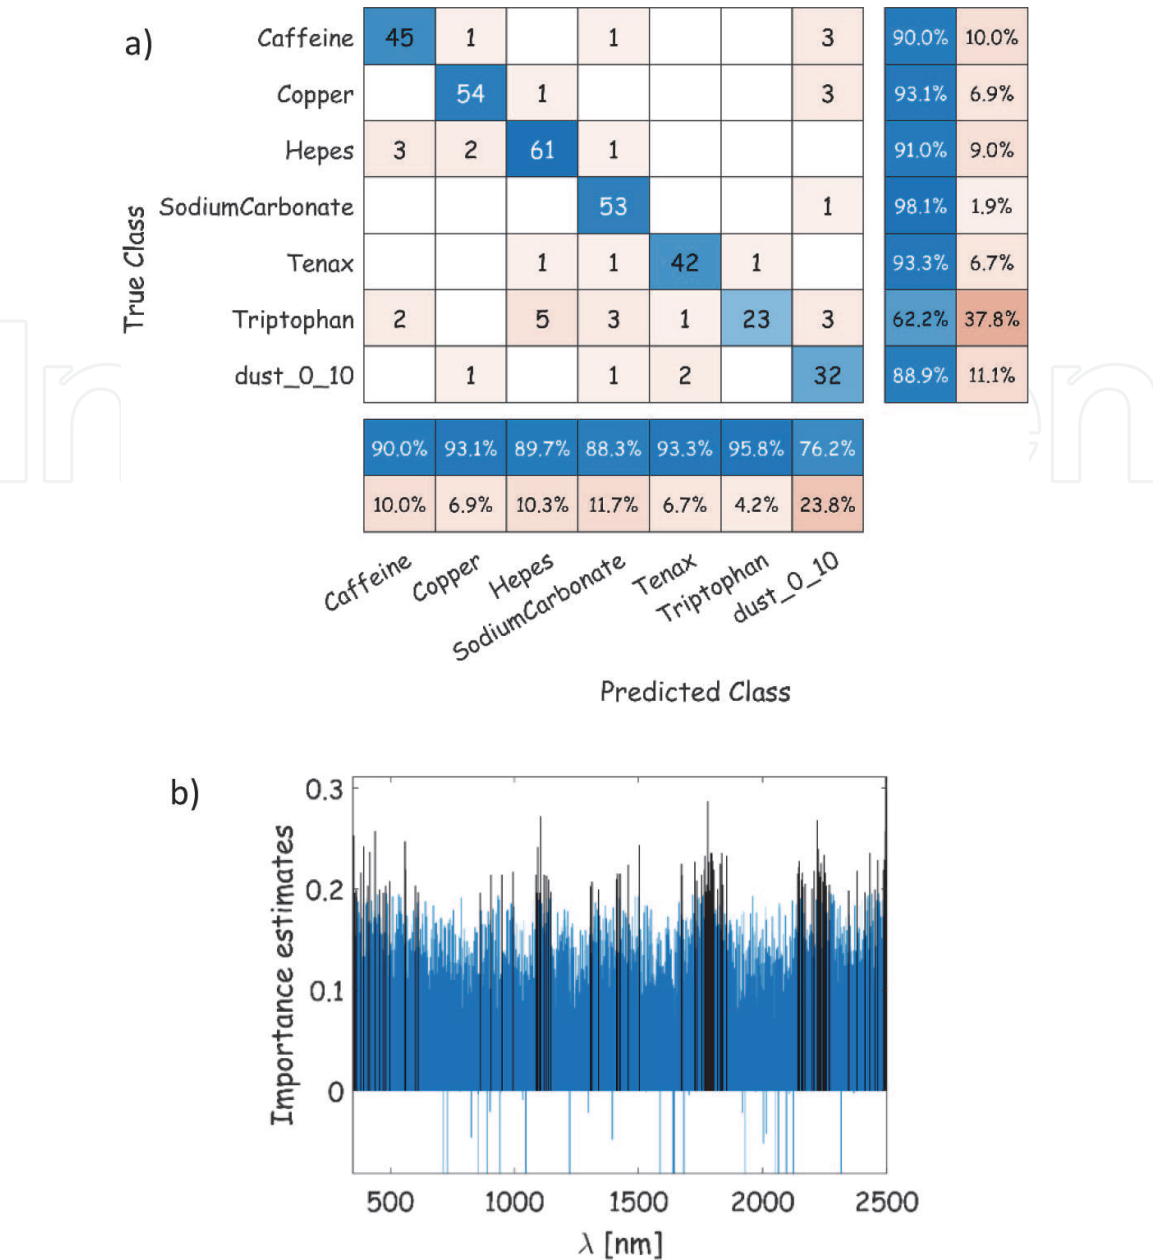 a)
Caffeine 45 1 1 3 90.0% 10.0%
Copper 54 1 3 93.1% 6.9%
Hepes 3 2 61 1 91.0% 9.0%
SodiumCarbonate 53 1 98.1% 1.9%
Tenax 1 1 42 1 93.3% 6.7%
Triptophan 2 5 3 1 23 3 62.2% 37.8%
dust_0_10 1 1 2 32 88.9% 11.1%
True Class
90.0% 93.1% 89.7% 88.3% 93.3% 95.8% 76.2%
10.0% 6.9% 10.3% 11.7% 6.7% 4.2% 23.8%
Caffeine Copper Hepes SodiumCarbonate Tenax Triptophan dust_0_10
Predicted Class
b)
Importance estimates
0.3
0.2
0.1
0
500 1000 1500 2000 2500
λ [nm]